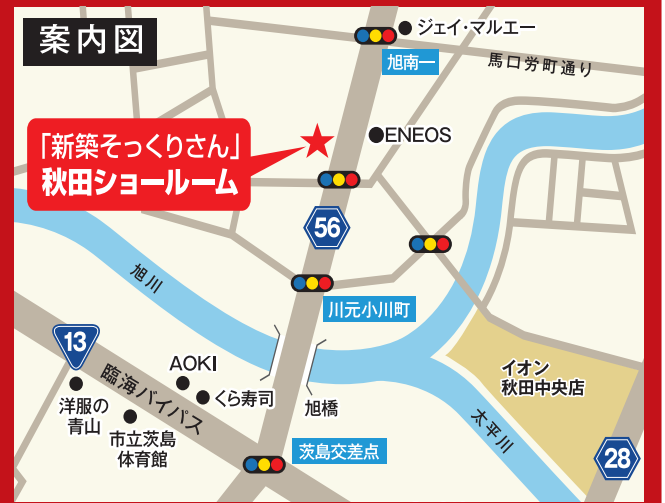 案内図
ジェイ・マルエー
旭南一
馬口労町通り
ENEOS
「新築そっくりさん」
秋田ショールーム
56
旭川
川元小川町
13
臨海バイパス
AOKI
くら寿司
洋服の
青山
市立茨島
体育館
旭橋
茨島交差点
イオン
秋田中央店
太平川
28